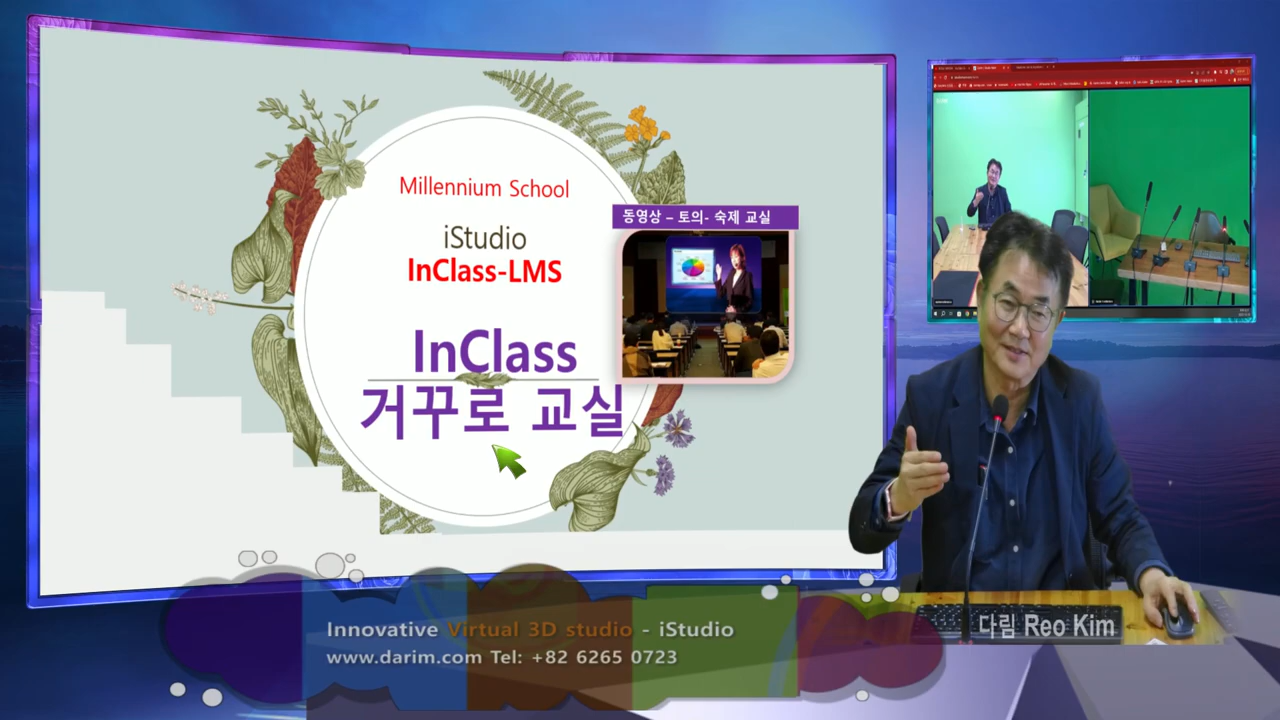 Millennium School
iStudio
InClass-LMS
동영상 – 토의- 숙제 교실
InClass
거꾸로 교실
Innovative Virtual 3D studio - iStudio
www.darim.com Tel: +82 6265 0723
다림 Reo Kim